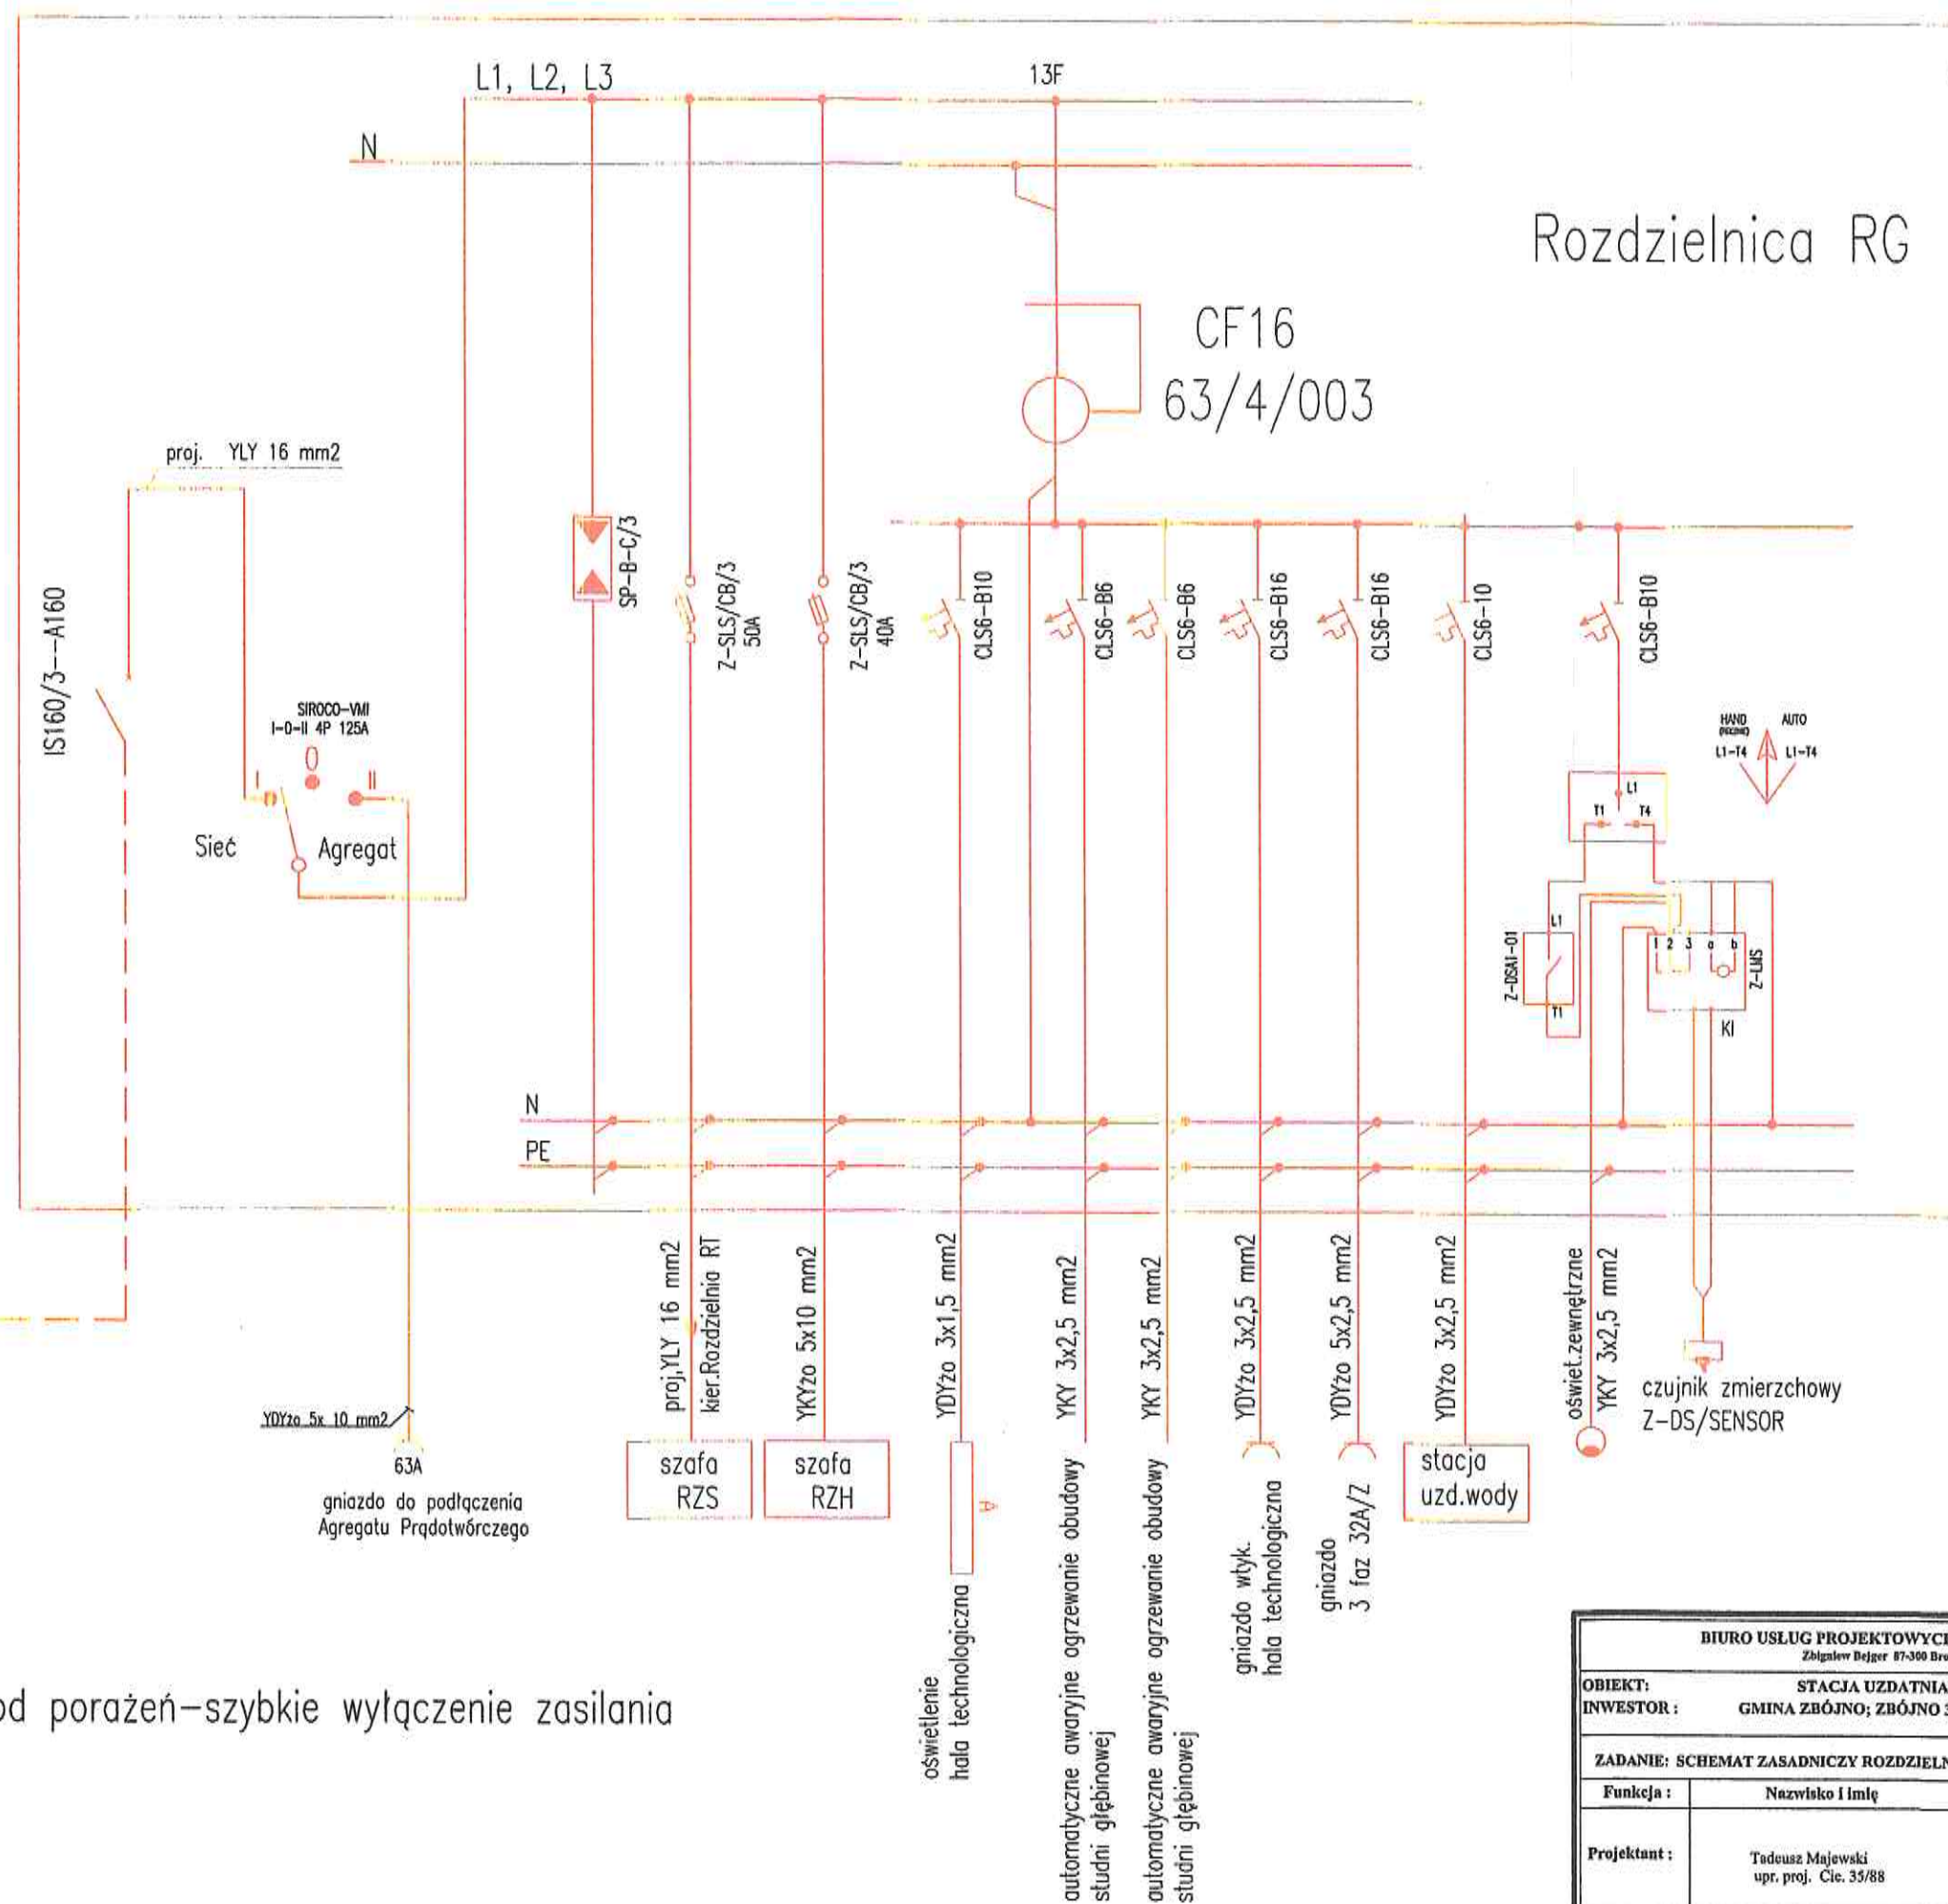 L1, L2, L3
13F
N
Rozdzielnica RG
CF16
63/4/003
proj. YLY 16 mm2
IS160/3---A160
SIROCO-VMI
I-0-II 4P 125A
I
0
II
Sieć
Agregat
SP-B-C/3
Z-SLS/CB/3
50A
Z-SLS/CB/3
40A
CLS6-B10
CLS6-B6
CLS6-B6
CLS6-B16
CLS6-B16
CLS6-10
CLS6-B10
HAND
AUTO
L1-T4
L1-T4
L1
T1
T4
L1
Z-DSA1-01
T1
1 2 3 a b
Z-LMS
KI
N
PE
proj,YLY 16 mm2
kier.Rozdzielnia RT
YKYżo 5x10 mm2
YDYżo 3x1,5 mm2
YKY 3x2,5 mm2
YKY 3x2,5 mm2
YDYżo 3x2,5 mm2
YDYżo 5x2,5 mm2
YDYżo 3x2,5 mm2
oświet.zewnętrzne
YKY 3x2,5 mm2
czujnik zmierzchowy
Z-DS/SENSOR
YDYżo 5x 10 mm2
63A
gniazdo do podłączenia
Agregatu Prądotwórczego
szafa
RZS
szafa
RZH
A
oświetlenie
hala technologiczna
automatyczne awaryjne ogrzewanie obudowy
studni głębinowej
automatyczne awaryjne ogrzewanie obudowy
studni głębinowej
gniazdo wtyk.
hala technologiczna
gniazdo
3 faz 32A/Z
stacja
uzd.wody
od porażeń-szybkie wyłączenie zasilania
BIURO USŁUG PROJEKTOWYCH
Zbigniew Bejger 87-300 Bro
OBIEKT: STACJA UZDATNIA
INWESTOR : GMINA ZBÓJNO; ZBÓJNO 3
ZADANIE: SCHEMAT ZASADNICZY ROZDZIELN
Funkcja : Nazwisko i imię
Projektant : Tadeusz Majewski
upr. proj. Cie. 35/88